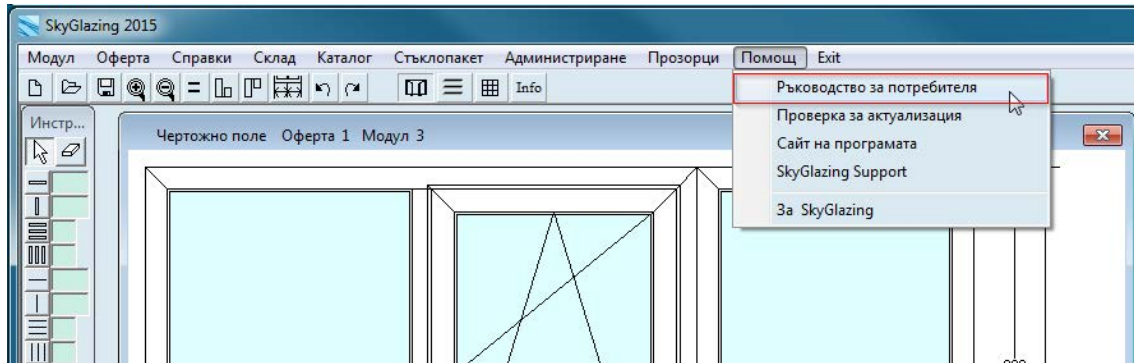 SkyGlazing 2015
Модул Оферта Справки Склад Каталог Стъклопакет Администриране Прозорци Помощ Exit
Info
Ръководство за потребителя
Проверка за актуализация
Сайт на програмата
SkyGlazing Support
За SkyGlazing
Инстр...
Чертожно поле Оферта 1 Модул 3